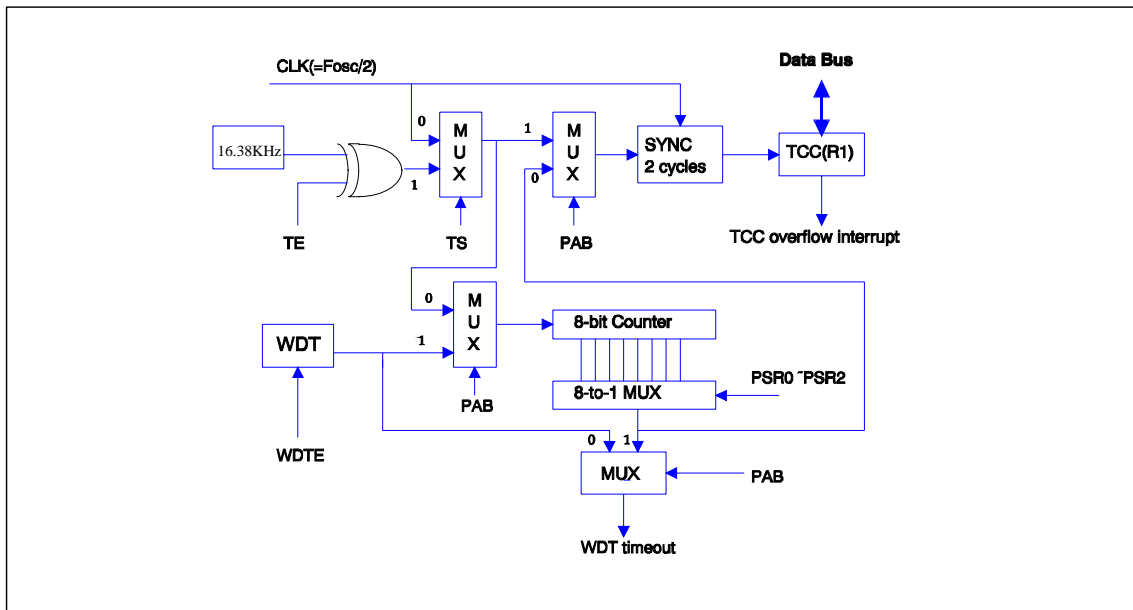 CLK(=Fosc/2)
Data Bus
0
M
U
X
1
M
U
X
16.38KHz
SYNC
2 cycles
TCC(R1)
1
0
TE
TS
PAB
TCC overflow interrupt
0
M
U
X
8-bit Counter
WDT
1
PSR0 ~PSR2
8-to-1 MUX
PAB
0
1
WDTE
MUX
PAB
WDT timeout